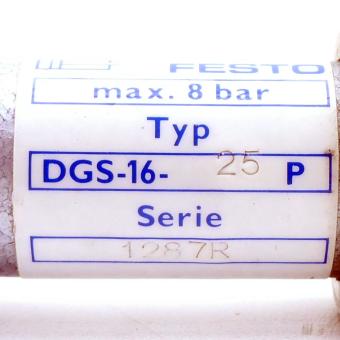 FESTO
max. 8 bar
Typ
DGS-16- 25 P
Serie
1287R